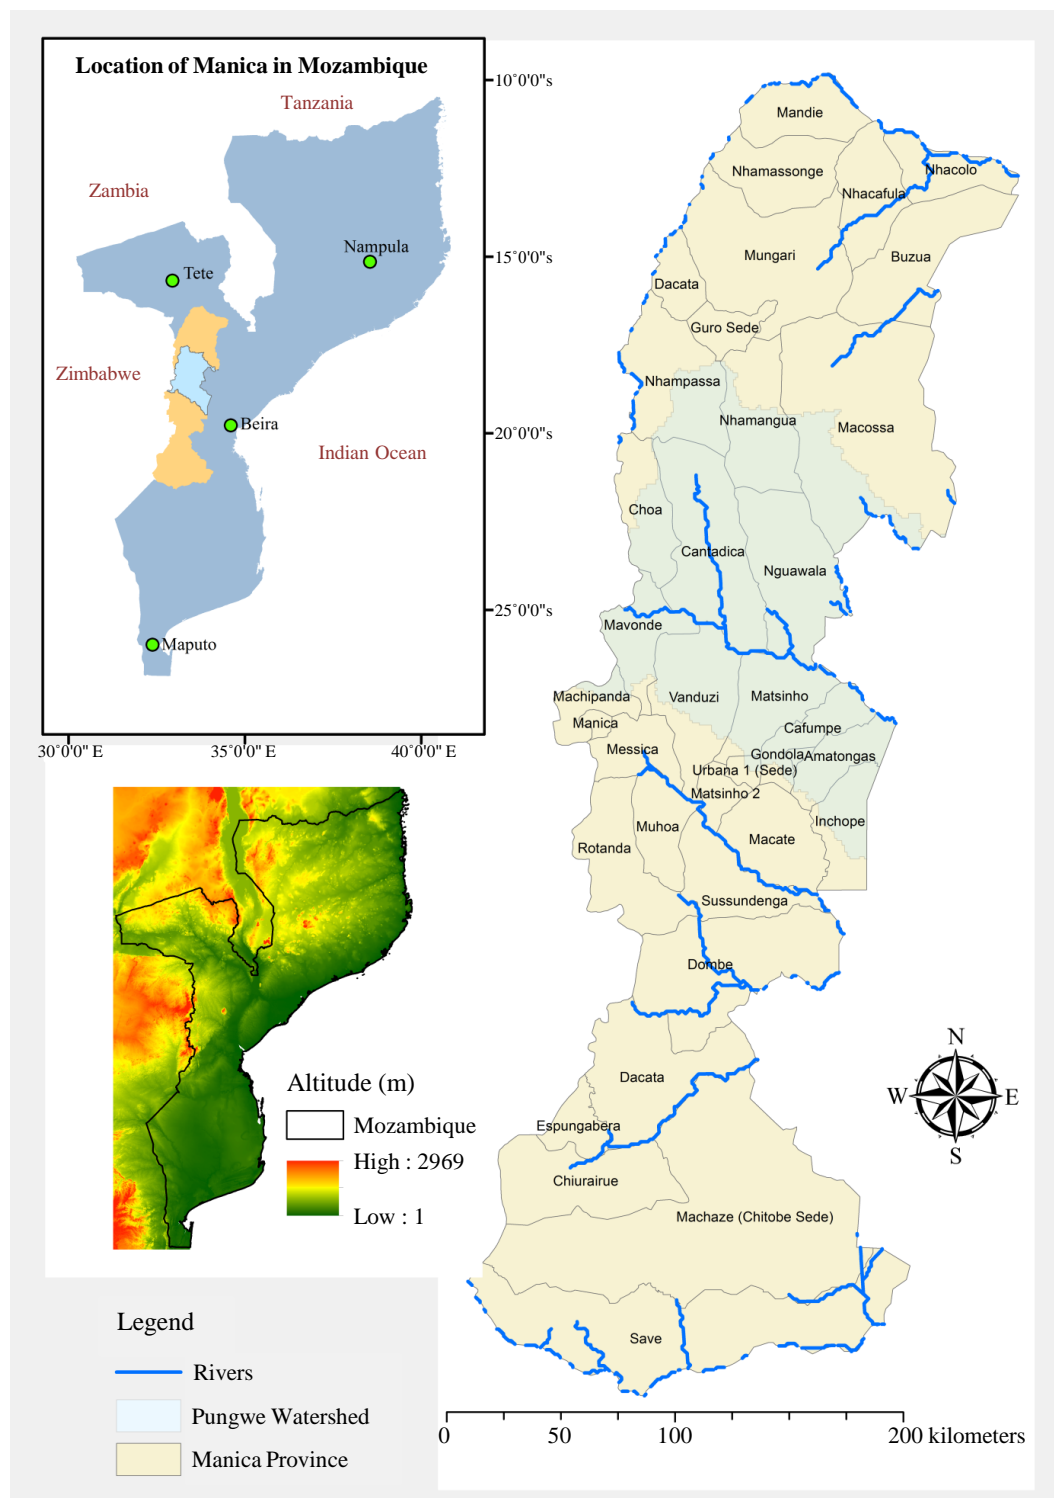 Location of Manica in Mozambique
Tanzania
Zambia
Nampula
Tete
Zimbabwe
Beira
Indian Ocean
Maputo
10°0'0"s
15°0'0"s
20°0'0"s
25°0'0"s
30°0'0" E
35°0'0" E
40°0'0" E
Mandie
Nhamassonge
Nhacolo
Nhacafula
Mungari
Buzua
Dacata
Guro Sede
Nhampassa
Nhamangua
Macossa
Choa
Cantadica
Nguawala
Mavonde
Machipanda
Vanduzi
Matsinho
Manica
Cafumpe
Messica
Gondola
Amatongas
Urbana 1 (Sede)
Matsinho 2
Inchope
Muhoa
Macate
Rotanda
Sussundenga
Dombe
Dacata
Espungabera
Chiurairue
Machaze (Chitobe Sede)
Save
Altitude (m)
Mozambique
High : 2969
Low : 1
N
W
E
S
Legend
Rivers
Pungwe Watershed
Manica Province
0
50
100
200 kilometers